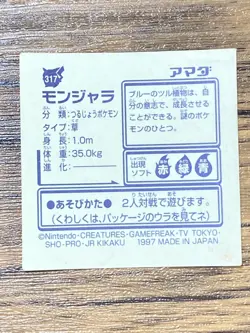 317
モンジャラ
アマダ
分類：つるじょうポケモン
タイプ：草
身長：1.0m
体重：35.0kg
進化：――
ブルーのツル植物は、自
分の意志で、成長させる
ことができる。謎のポケ
モンのひとつ。
出現ソフト 赤 緑 青
●あそびかた● 2人対戦で遊びます。
(くわしくは、パッケージのウラを見てネ)
©Nintendo・CREATURES・GAMEFREAK・TV TOKYO・
SHO-PRO・JR KIKAKU 1997 MADE IN JAPAN